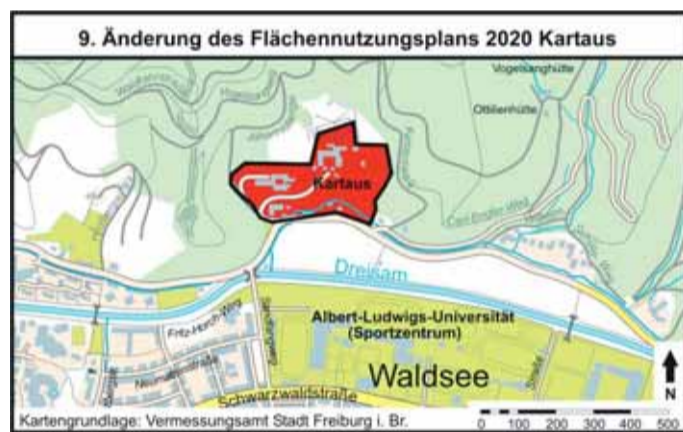 9. Änderung des Flächennutzungsplans 2020 Kartaus
Vogelsanghütte
Ottilienhütte
Kartaus
Dreisam
Albert-Ludwigs-Universität
(Sportzentrum)
Fritz-Horch-Weg
Waldsee
Schwarzwaldstraße
N
Kartengrundlage: Vermessungsamt Stadt Freiburg i. Br.
0 100 200 300 400 500